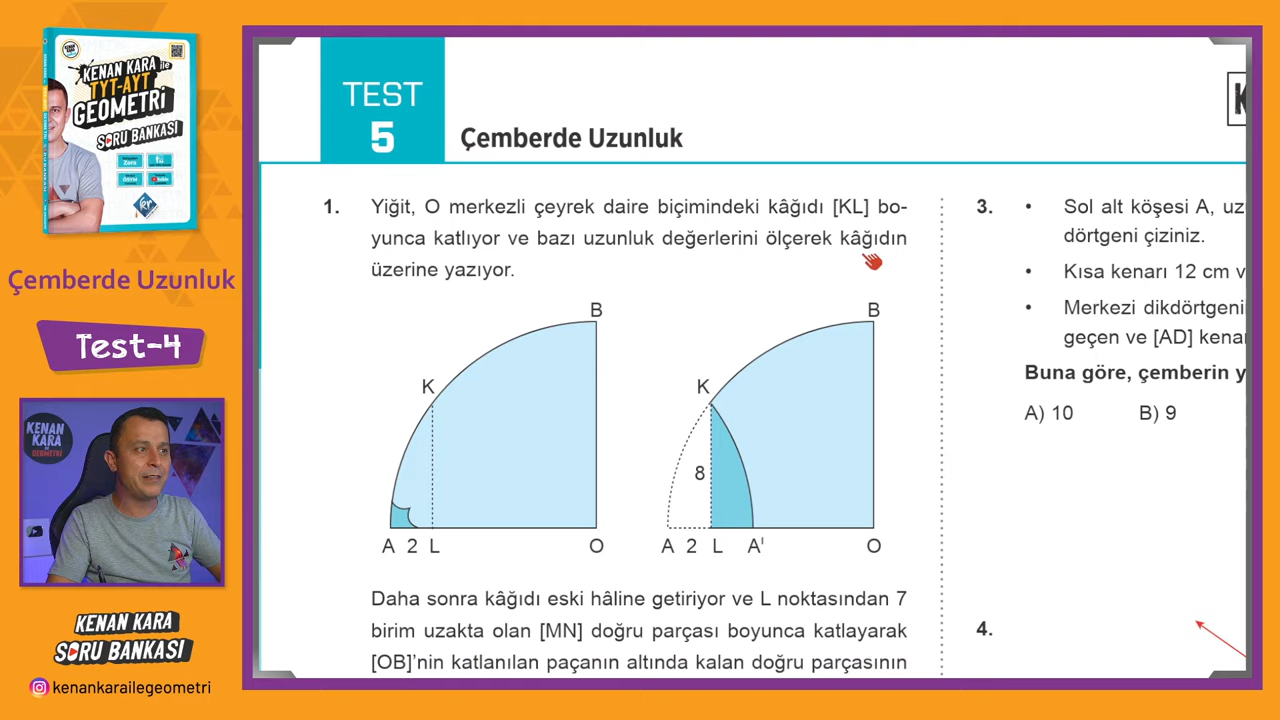 KENAN KARA ile
TYT-AYT
GEOMETRİ
SORU BANKASI
Çemberde Uzunluk
Test-4
KENAN
KARA
GEOMETRİ
KENAN KARA
SORU BANKASI
kenankarailegeometri
TEST
5
Çemberde Uzunluk
1. Yiğit, O merkezli çeyrek daire biçimindeki kâğıdı [KL] bo-
yunca katlıyor ve bazı uzunluk değerlerini ölçerek kâğıdın
üzerine yazıyor.
B
K
A 2 L O
B
K
8
A 2 L A' O
Daha sonra kâğıdı eski hâline getiriyor ve L noktasından 7
birim uzakta olan [MN] doğru parçası boyunca katlayarak
[OB]'nin katlanılan paçanın altında kalan doğru parçasının
K
3. • Sol alt köşesi A, uz
dörtgeni çiziniz.
• Kısa kenarı 12 cm v
• Merkezi dikdörtgeni
geçen ve [AD] kena
Buna göre, çemberin y
A) 10 B) 9
4.